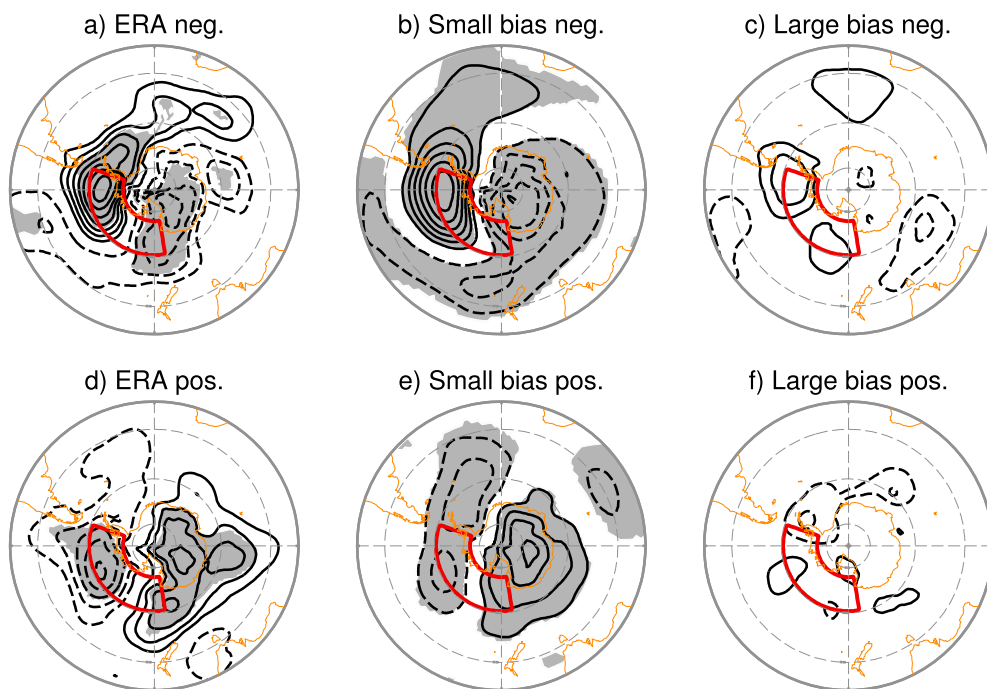 a) ERA neg.
b) Small bias neg.
c) Large bias neg.
d) ERA pos.
e) Small bias pos.
f) Large bias pos.